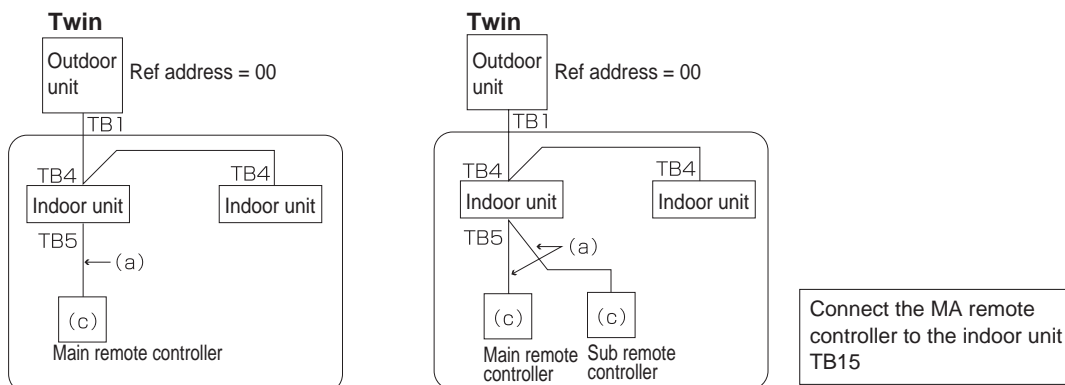 Twin
Outdoor
unit
Ref address = 00
TB1
TB4
TB4
Indoor unit
Indoor unit
TB5
(a)
(c)
Main remote controller
Twin
Outdoor
unit
Ref address = 00
TB1
TB4
TB4
Indoor unit
Indoor unit
TB5
(a)
(c)
(c)
Main remote
controller
Sub remote
controller
Connect the MA remote
controller to the indoor unit
TB15